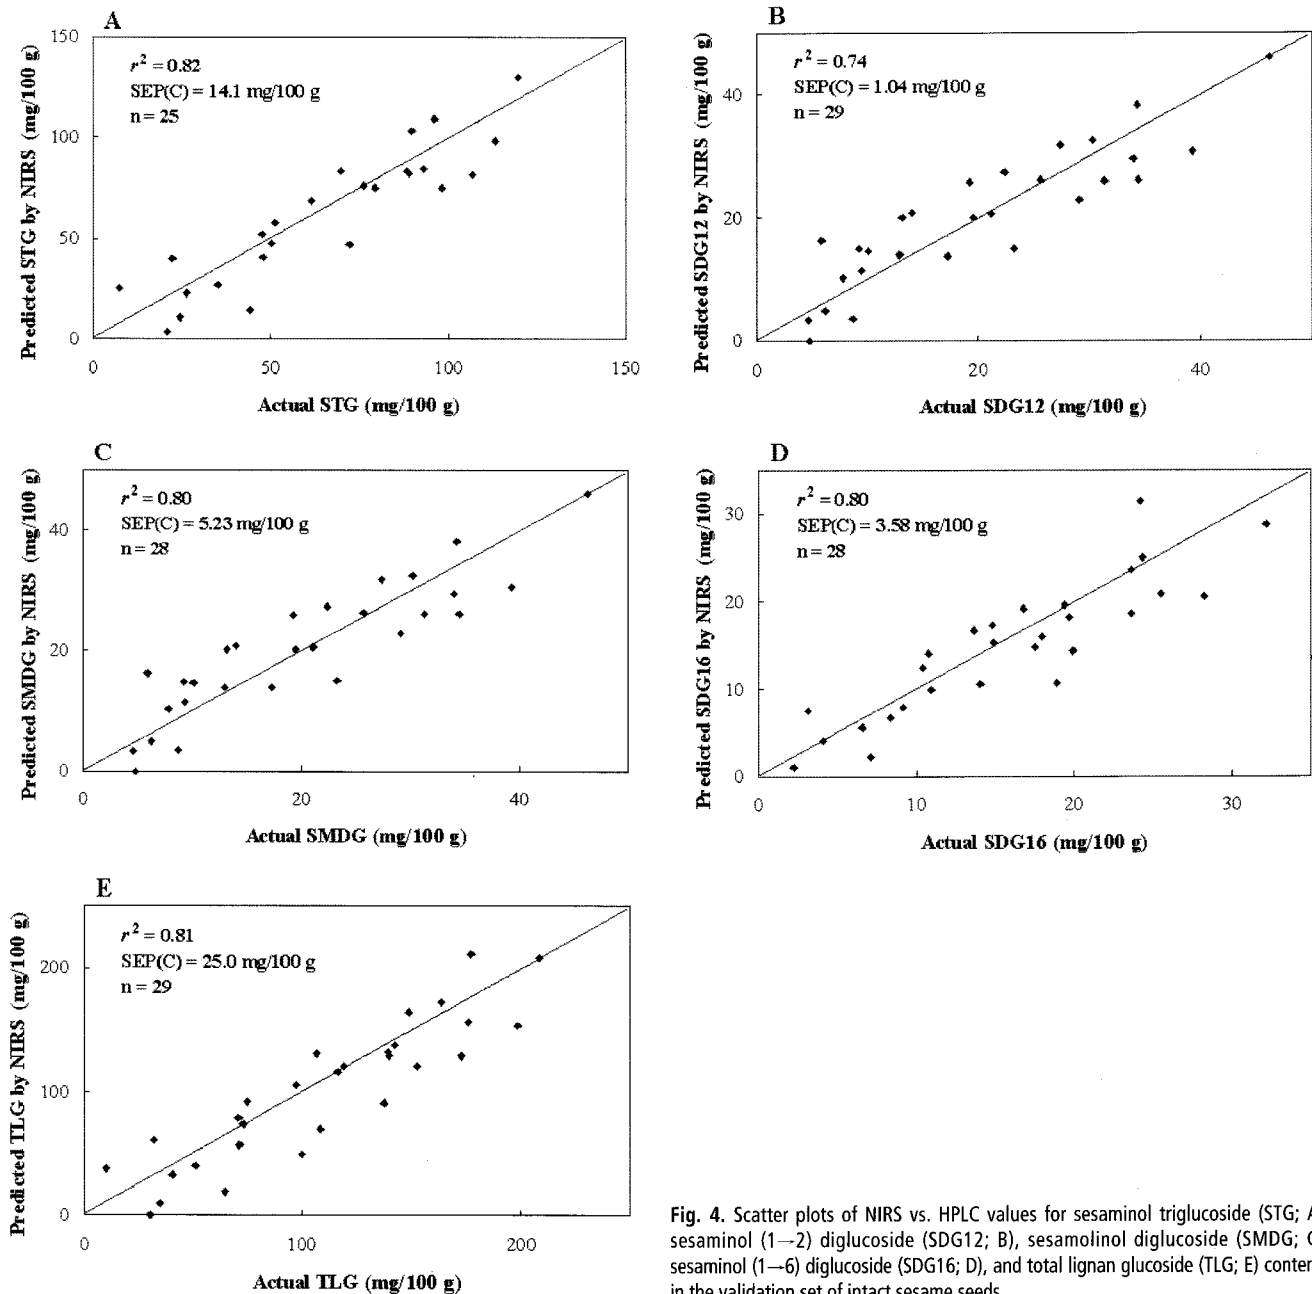 A
Predicted STG by NIRS (mg/100 g)
150
100
50
0
r² = 0.82
SEP(C) = 14.1 mg/100 g
n = 25
0 50 100 150
Actual STG (mg/100 g)
B
Predicted SDG12 by NIRS (mg/100 g)
40
20
0
r² = 0.74
SEP(C) = 1.04 mg/100 g
n = 29
0 20 40
Actual SDG12 (mg/100 g)
C
Predicted SMDG by NIRS (mg/100 g)
40
20
0
r² = 0.80
SEP(C) = 5.23 mg/100 g
n = 28
0 20 40
Actual SMDG (mg/100 g)
D
Predicted SDG16 by NIRS (mg/100 g)
30
20
10
0
r² = 0.80
SEP(C) = 3.58 mg/100 g
n = 28
0 10 20 30
Actual SDG16 (mg/100 g)
E
Predicted TLG by NIRS (mg/100 g)
200
100
0
r² = 0.81
SEP(C) = 25.0 mg/100 g
n = 29
0 100 200
Actual TLG (mg/100 g)
Fig. 4. Scatter plots of NIRS vs. HPLC values for sesaminol triglucoside (STG;
sesaminol (1→2) diglucoside (SDG12; B), sesamolinol diglucoside (SMDG;
sesaminol (1→6) diglucoside (SDG16; D), and total lignan glucoside (TLG; E)
in the validation set of intact sesame seeds.